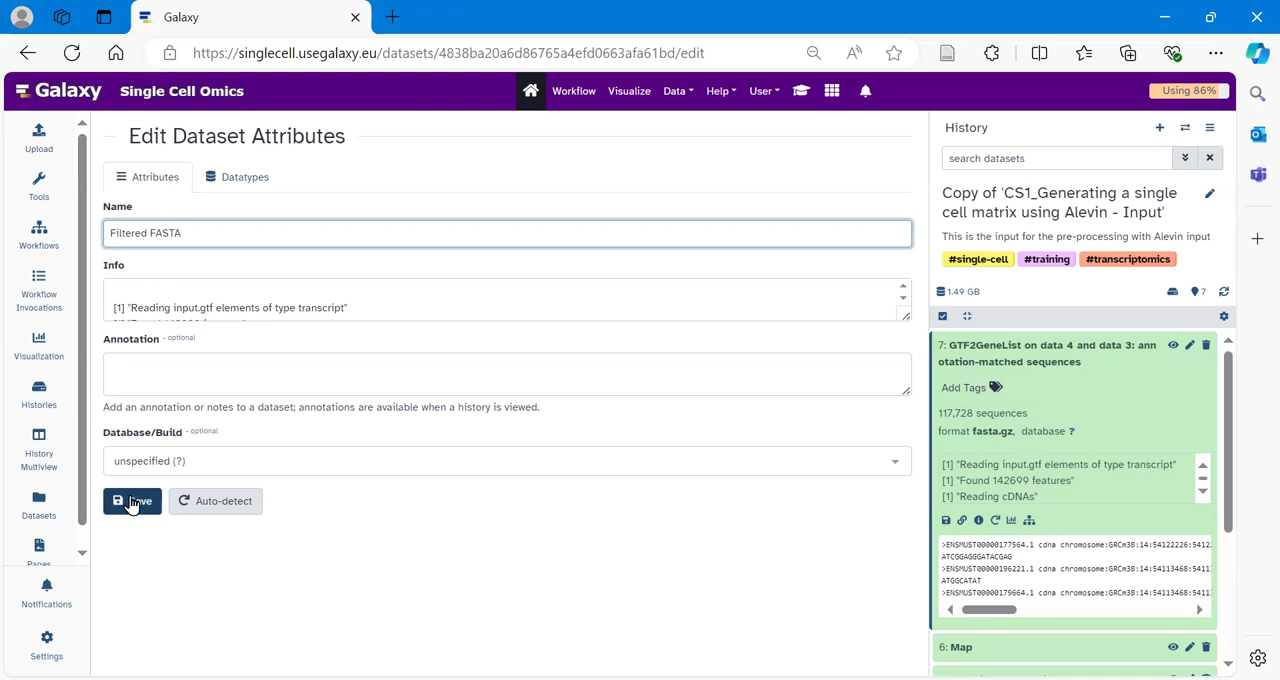 Galaxy
https://singlecell.usegalaxy.eu/datasets/4838ba20a6d86765a4efd0663afa61bd/edit
Galaxy Single Cell Omics
Workflow Visualize Data Help User
Using 86%
Upload
Tools
Workflows
Workflow
Invocations
Visualization
Histories
History
Multiview
Datasets
Pages
Notifications
Settings
Edit Dataset Attributes
Attributes Datatypes
Name
Filtered FASTA
Info
[1] "Reading input.gtf elements of type transcript"
Annotation - optional
Add an annotation or notes to a dataset; annotations are available when a history is viewed.
Database/Build - optional
unspecified (?)
Save Auto-detect
History
search datasets
Copy of 'CS1_Generating a single
cell matrix using Alevin - Input'
This is the input for the pre-processing with Alevin input
#single-cell #training #transcriptomics
1.49 GB 7
7: GTF2GeneList on data 4 and data 3: ann
otation-matched sequences
Add Tags
117,728 sequences
format fasta.gz, database ?
[1] "Reading input.gtf elements of type transcript"
[1] "Found 142699 features"
[1] "Reading cDNAs"
>ENSMUST00000177564.1 cdna chromosome:GRCm38:14:54122226:5412
ATCGGAGGGATACGAG
>ENSMUST00000196221.1 cdna chromosome:GRCm38:14:54113468:5411
ATGGCATAT
>ENSMUST00000179664.1 cdna chromosome:GRCm38:14:54113468:5411
6: Map